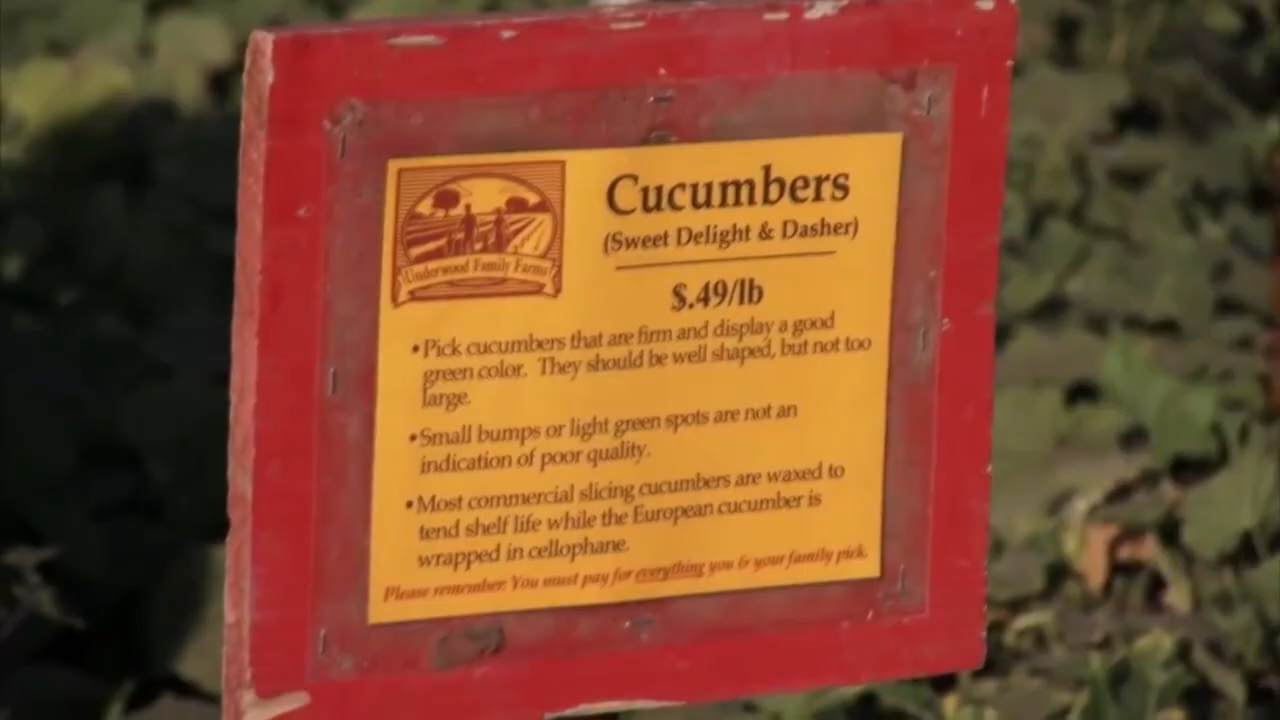 Underwood Family Farms
Cucumbers
(Sweet Delight & Dasher)
$.49/lb
•Pick cucumbers that are firm and display a good
green color. They should be well shaped, but not too
large.
•Small bumps or light green spots are not an
indication of poor quality.
•Most commercial slicing cucumbers are waxed to
tend shelf life while the European cucumber is
wrapped in cellophane.
Please remember: You must pay for everything you & your family pick.